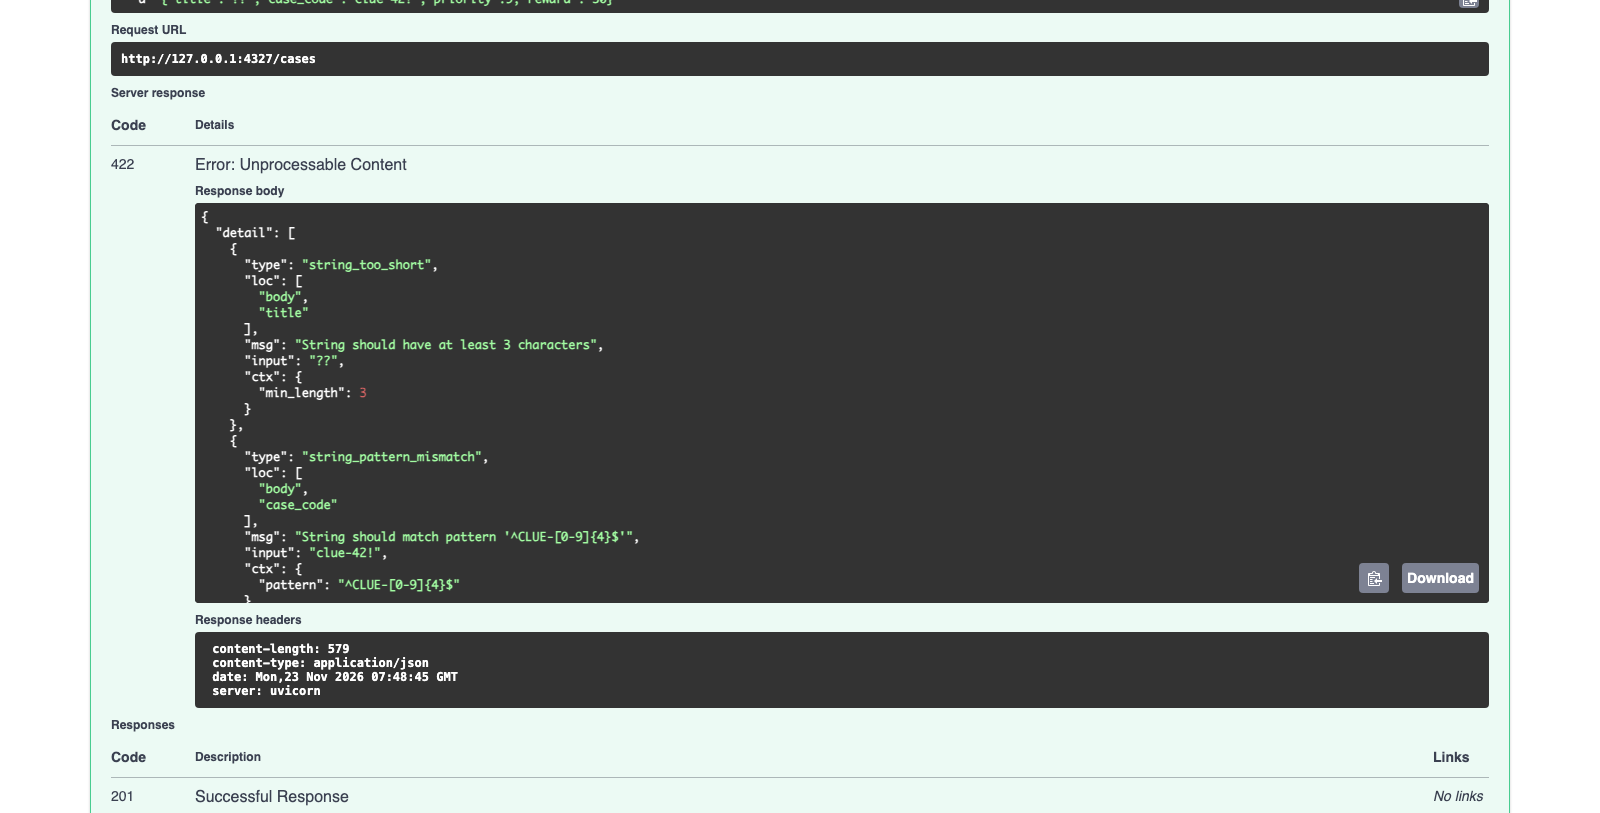 Request URL
http://127.0.0.1:4327/cases
Server response
Code Details
422 Error: Unprocessable Content
Response body
{
"detail": [
{
"type": "string_too_short",
"loc": [
"body",
"title"
],
"msg": "String should have at least 3 characters",
"input": "??",
"ctx": {
"min_length": 3
}
},
{
"type": "string_pattern_mismatch",
"loc": [
"body",
"case_code"
],
"msg": "String should match pattern '^CLUE-[0-9]{4}$'",
"input": "clue-42!",
"ctx": {
"pattern": "^CLUE-[0-9]{4}$"
}
Download
Response headers
content-length: 579
content-type: application/json
date: Mon,23 Nov 2026 07:48:45 GMT
server: uvicorn
Responses
Code Description Links
201 Successful Response No links